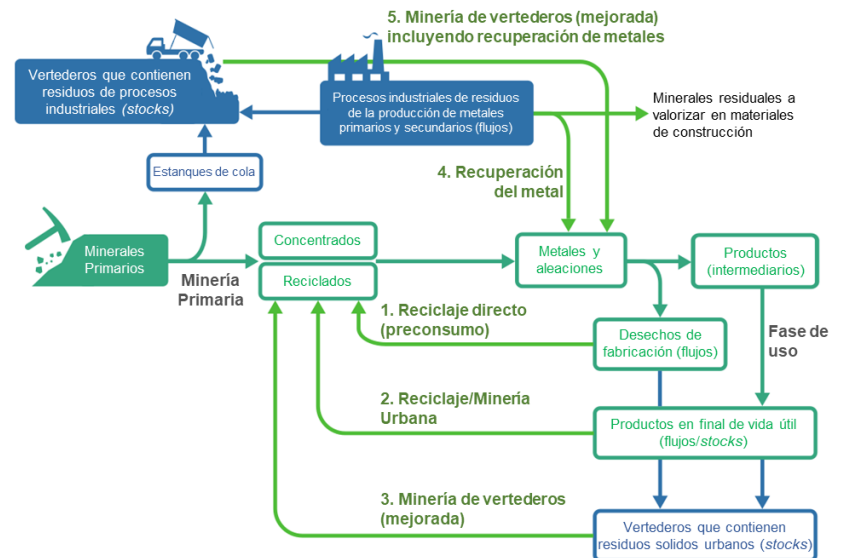 5. Minería de vertederos (mejorada)
incluyendo recuperación de metales
Vertederos que contienen
residuos de procesos
industriales (stocks)
Procesos industriales de residuos
de la producción de metales
primarios y secundarios (flujos)
Minerales residuales a
valorizar en materiales
de construcción
Estanques de cola
4. Recuperación
del metal
Minerales
Primarios
Minería
Primaria
Concentrados
Reciclados
Metales y
aleaciones
Productos
(intermediarios)
1. Reciclaje directo
(preconsumo)
Desechos de
fabricación (flujos)
Fase de
uso
2. Reciclaje/Minería
Urbana
Productos en final de vida útil
(flujos/stocks)
3. Minería de vertederos
(mejorada)
Vertederos que contienen
residuos solidos urbanos (stocks)